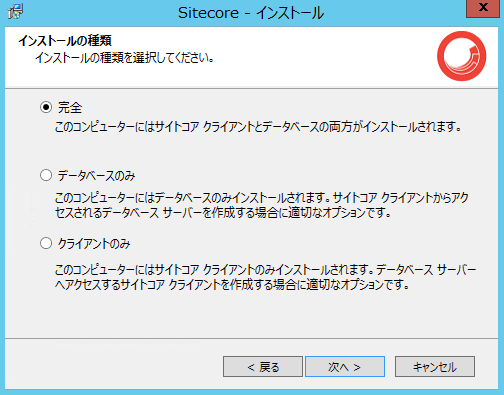 Sitecore - インストール
x
インストールの種類
インストールの種類を選択してください。
完全
このコンピューターにはサイトコア クライアントとデータベースの両方がインストールされます。
データベースのみ
このコンピューターにはデータベースのみインストールされます。サイトコア クライアントからアク
セスされるデータベース サーバーを作成する場合に適切なオプションです。
クライアントのみ
このコンピューターにはサイトコア クライアントのみインストールされます。データベース サーバー
へアクセスするサイトコア クライアントを作成する場合に適切なオプションです。
< 戻る
次へ >
キャンセル